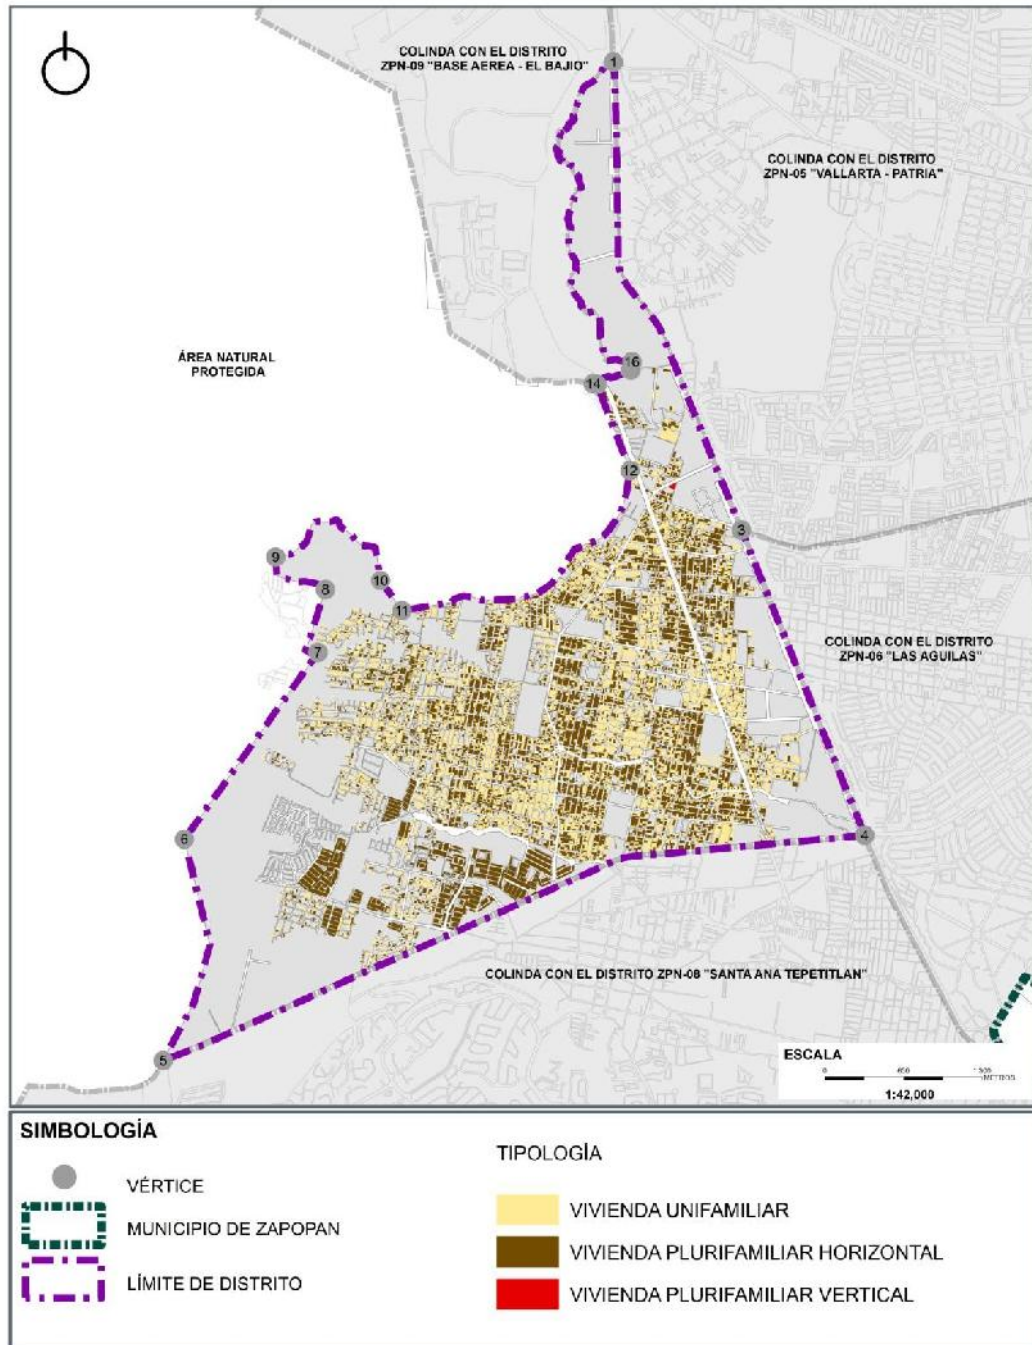 COLINDA CON EL DISTRITO
ZPN-09 "BASE AEREA - EL BAJIO"
1
COLINDA CON EL DISTRITO
ZPN-05 "VALLARTA - PATRIA"
ÁREA NATURAL
PROTEGIDA
16
14
12
3
9
10
8
11
7
COLINDA CON EL DISTRITO
ZPN-06 "LAS AGUILAS"
6
4
COLINDA CON EL DISTRITO ZPN-08 "SANTA ANA TEPETITLAN"
5
ESCALA
0
METROS
1:42,000
SIMBOLOGÍA
VÉRTICE
MUNICIPIO DE ZAPOPAN
LÍMITE DE DISTRITO
TIPOLOGÍA
VIVIENDA UNIFAMILIAR
VIVIENDA PLURIFAMILIAR HORIZONTAL
VIVIENDA PLURIFAMILIAR VERTICAL